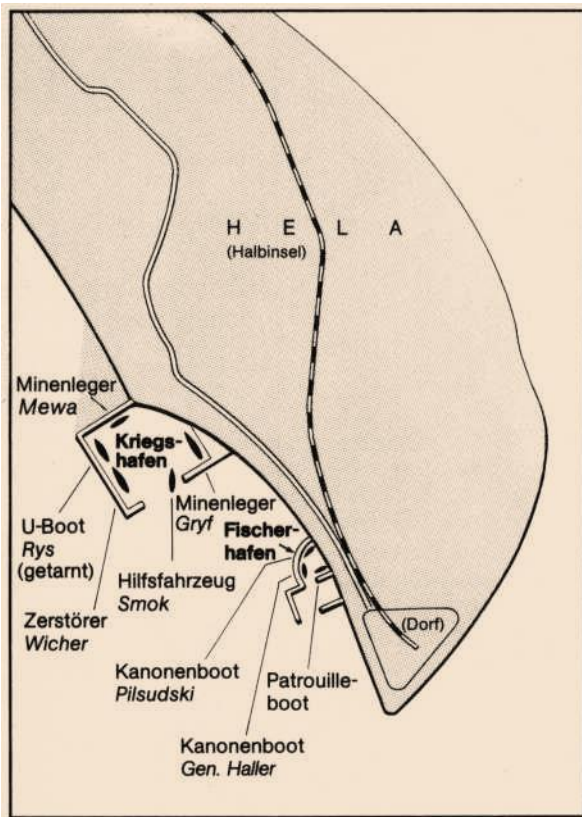 H E L A
(Halbinsel)
Minenleger
Mewa
Kriegs-
hafen
Minenleger
Gryf
Fischer-
hafen
U-Boot
Rys
(getarnt)
Hilfsfahrzeug
Smok
Zerstörer
Wicher
(Dorf)
Kanonenboot
Pilsudski
Patrouille-
boot
Kanonenboot
Gen. Haller